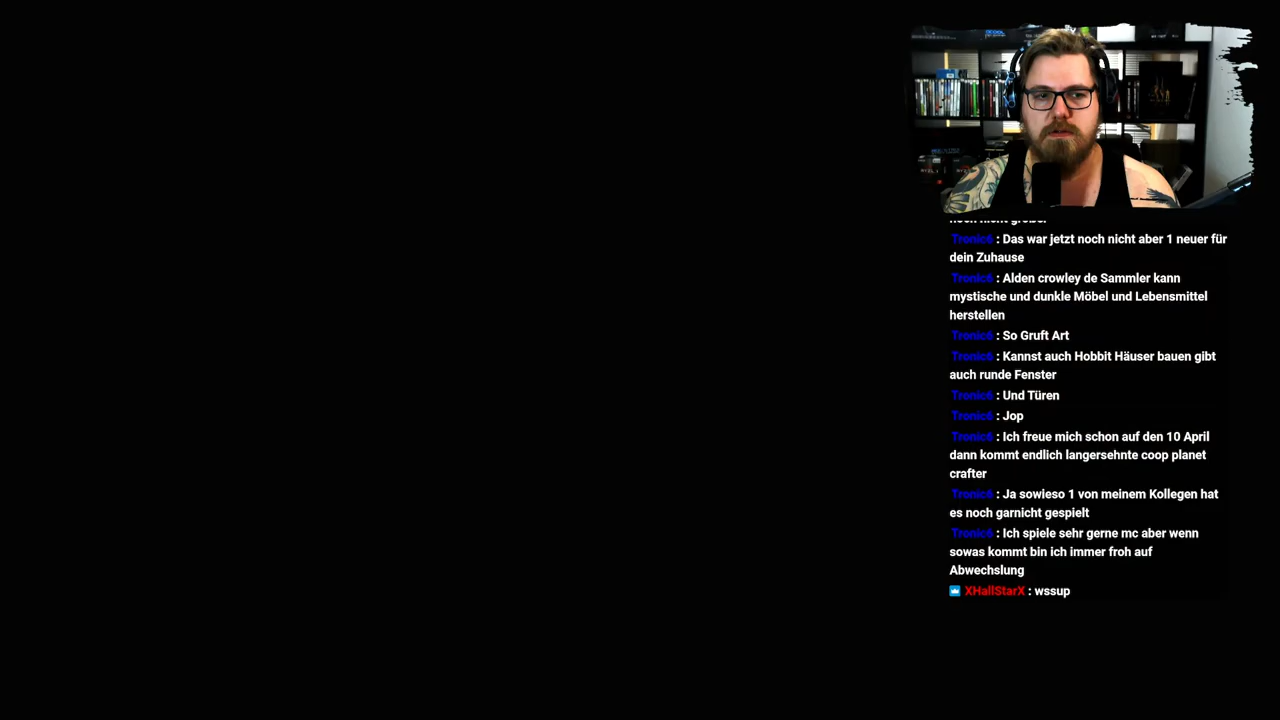 Tronic6 : Das war jetzt noch nicht aber 1 neuer für
dein Zuhause
Tronic6 : Alden crowley de Sammler kann
mystische und dunkle Möbel und Lebensmittel
herstellen
Tronic6 : So Gruft Art
Tronic6 : Kannst auch Hobbit Häuser bauen gibt
auch runde Fenster
Tronic6 : Und Türen
Tronic6 : Jop
Tronic6 : Ich freue mich schon auf den 10 April
dann kommt endlich langersehnte coop planet
crafter
Tronic6 : Ja sowieso 1 von meinem Kollegen hat
es noch garnicht gespielt
Tronic6 : Ich spiele sehr gerne mc aber wenn
sowas kommt bin ich immer froh auf
Abwechslung
XHallStarX : wssup